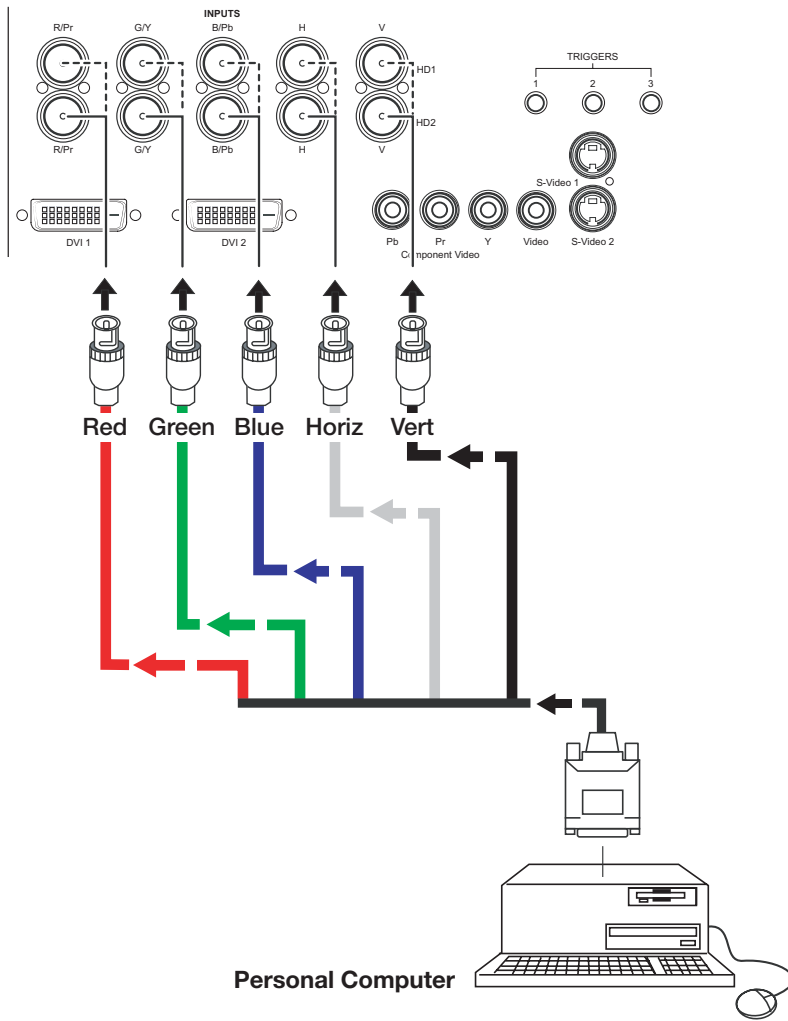 INPUTS
R/Pr G/Y B/Pb H V
HD1
TRIGGERS
1 2 3
HD2
R/Pr G/Y B/Pb H V
S-Video 1
DVI 1 DVI 2 Pb Pr Y Video S-Video 2
Component Video
Red Green Blue Horiz Vert
Personal Computer